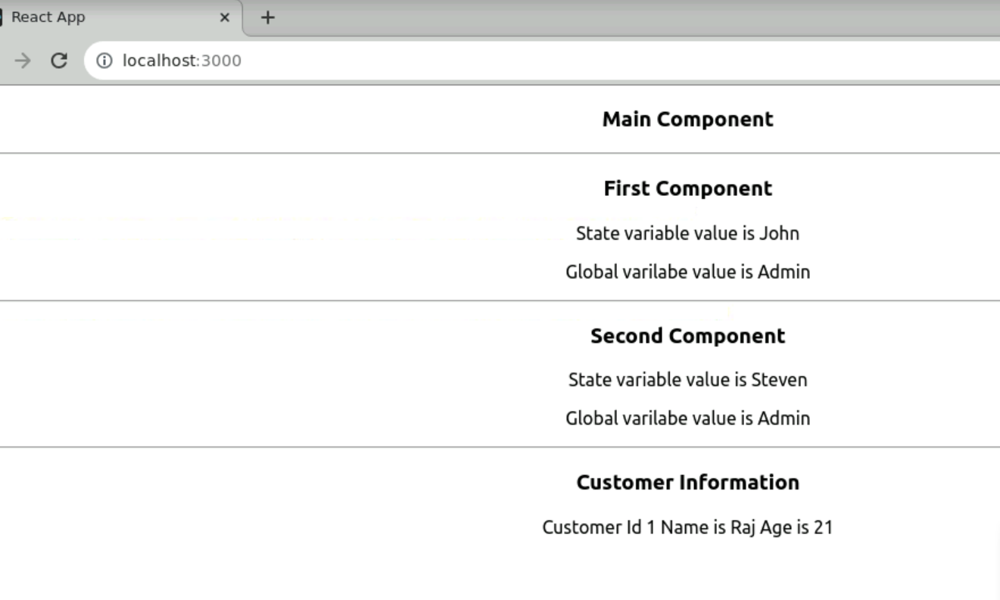 React App
localhost:3000
Main Component
First Component
State variable value is John
Global varilabe value is Admin
Second Component
State variable value is Steven
Global varilabe value is Admin
Customer Information
Customer Id 1 Name is Raj Age is 21